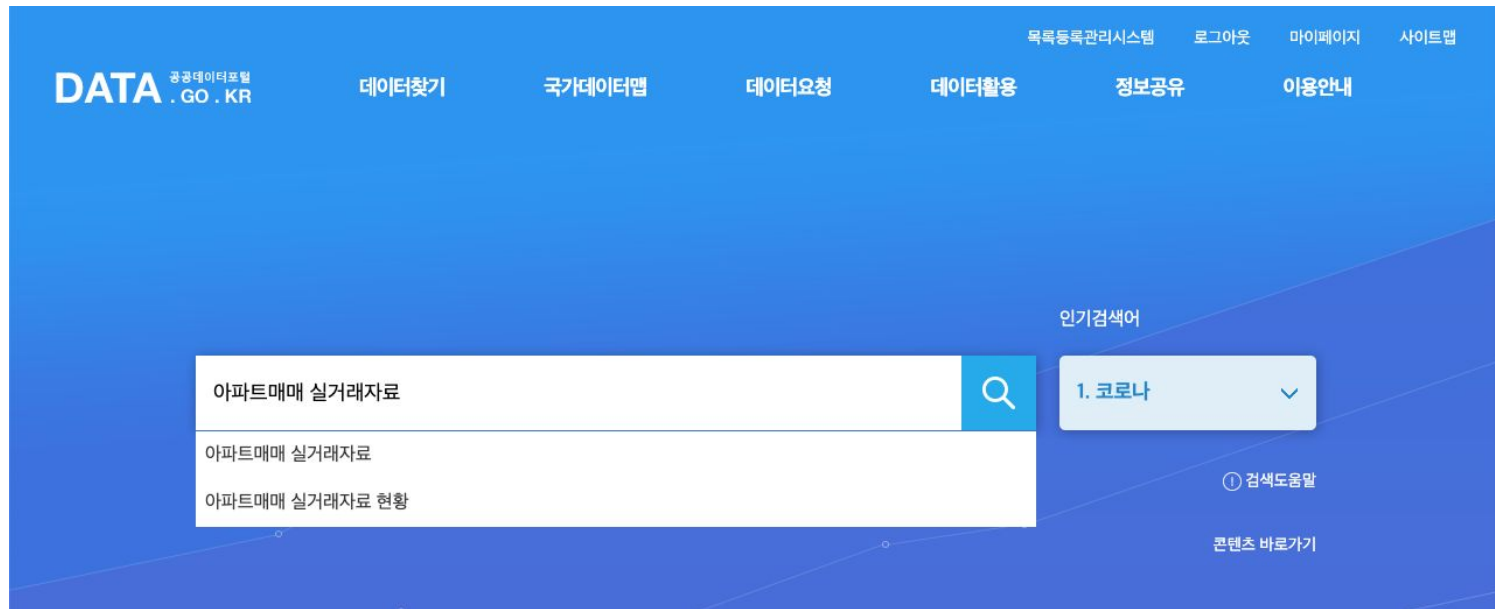 목록등록관리시스템 로그아웃 마이페이지 사이트맵
DATA 공공데이터포털 . GO . KR
데이터찾기 국가데이터맵 데이터요청 데이터활용 정보공유 이용안내
인기검색어
아파트매매 실거래자료
1. 코로나
아파트매매 실거래자료
아파트매매 실거래자료 현황
검색도움말
콘텐츠 바로가기